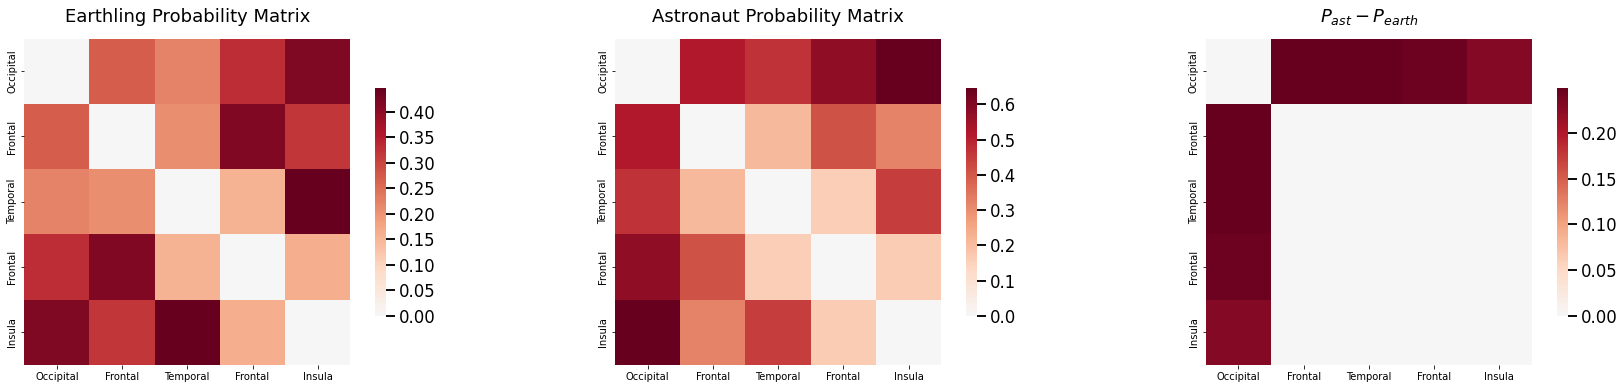 Earthling Probability Matrix
Occipital
Frontal
Temporal
Frontal
Insula
Occipital Frontal Temporal Frontal Insula
0.40
0.35
0.30
0.25
0.20
0.15
0.10
0.05
0.00
Astronaut Probability Matrix
Occipital
Frontal
Temporal
Frontal
Insula
Occipital Frontal Temporal Frontal Insula
0.6
0.5
0.4
0.3
0.2
0.1
0.0
P_{ast} − P_{earth}
Occipital
Frontal
Temporal
Frontal
Insula
Occipital Frontal Temporal Frontal Insula
0.20
0.15
0.10
0.05
0.00